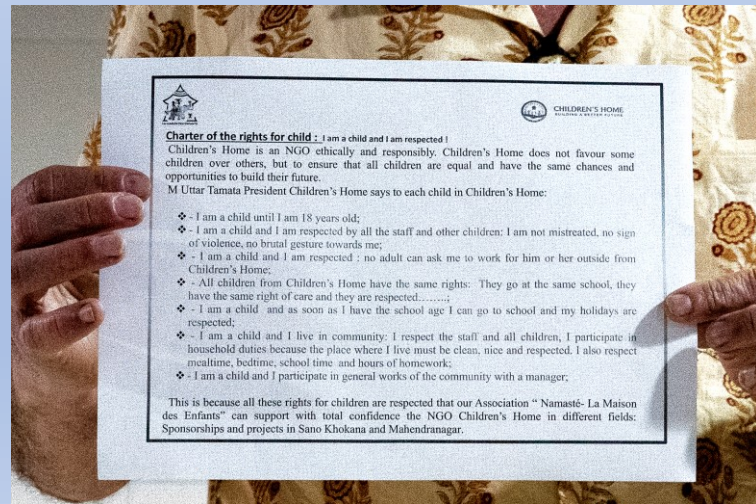 CHILDREN'S HOME
BUILDING A BETTER FUTURE
Charter of the rights for child : I am a child and I am respected !
Children's Home is an NGO ethically and responsibly. Children's Home does not favour some
children over others, but to ensure that all children are equal and have the same chances and
opportunities to build their future.
M Uttar Tamata President Children's Home says to each child in Children's Home:
❖ - I am a child until I am 18 years old;
❖ - I am a child and I am respected by all the staff and other children: I am not mistreated, no sign
of violence, no brutal gesture towards me;
❖ - I am a child and I am respected : no adult can ask me to work for him or her outside from
Children's Home;
❖ - All children from Children's Home have the same rights: They go at the same school, they
have the same right of care and they are respected……..;
❖ - I am a child and as soon as I have the school age I can go to school and my holidays are
respected;
❖ - I am a child and I live in community: I respect the staff and all children, I participate in
household duties because the place where I live must be clean, nice and respected. I also respect
mealtime, bedtime, school time and hours of homework;
❖ - I am a child and I participate in general works of the community with a manager;
This is because all these rights for children are respected that our Association " Namasté- La Maison
des Enfants" can support with total confidence the NGO Children's Home in different fields:
Sponsorships and projects in Sano Khokana and Mahendranagar.